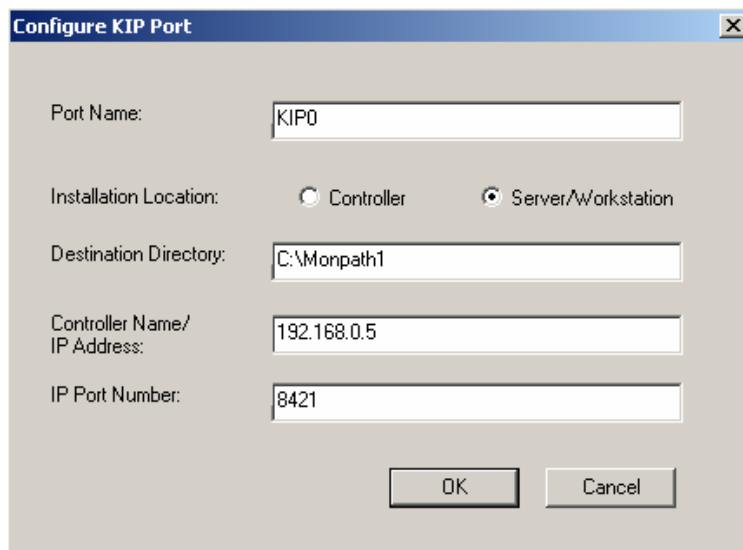 Configure KIP Port
Port Name: KIP0
Installation Location: Controller Server/Workstation
Destination Directory: C:\Monpath1
Controller Name/
IP Address: 192.168.0.5
IP Port Number: 8421
OK Cancel